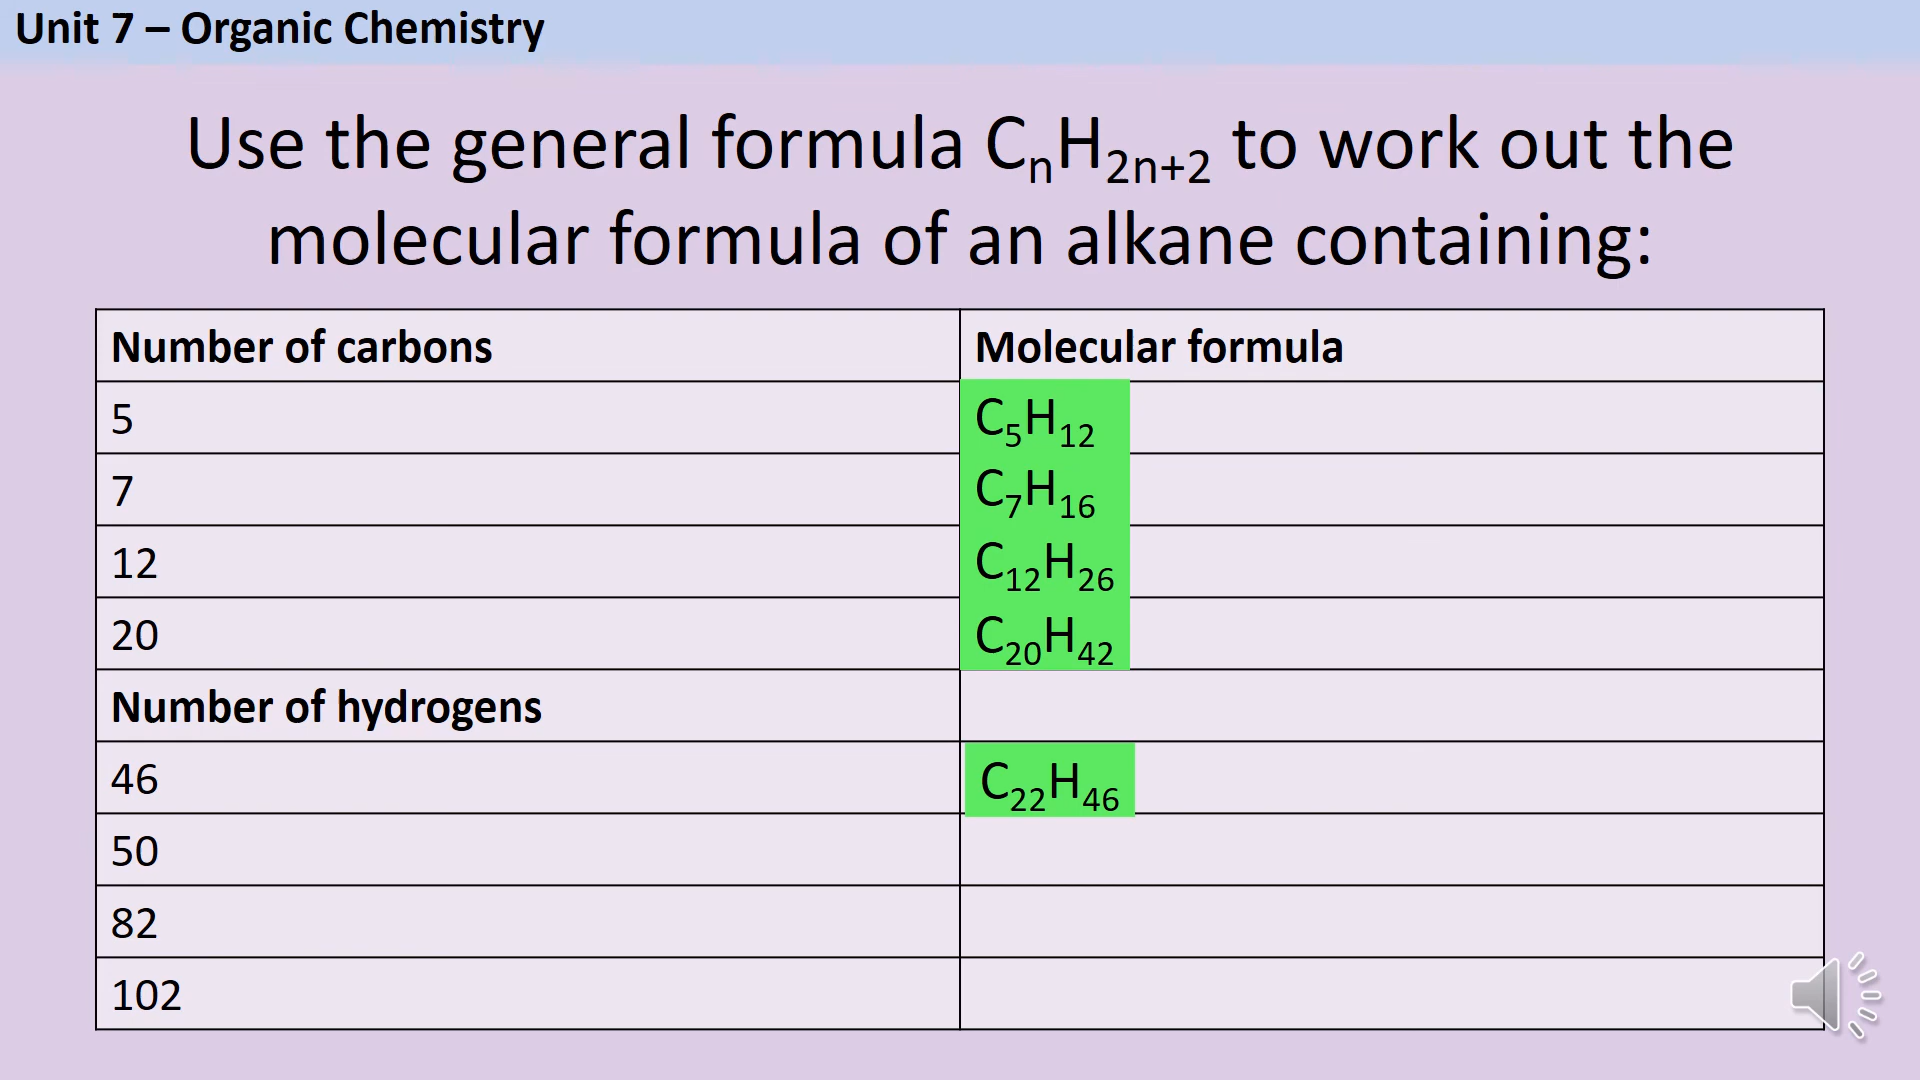 Unit 7 – Organic Chemistry
Use the general formula CₙH₂ₙ₊₂ to work out the
molecular formula of an alkane containing:
Number of carbons Molecular formula
5 C₅H₁₂
7 C₇H₁₆
12 C₁₂H₂₆
20 C₂₀H₄₂
Number of hydrogens
46 C₂₂H₄₆
50
82
102